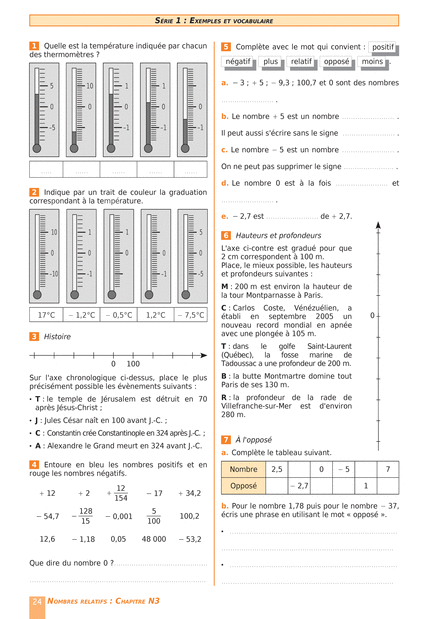 SÉRIE 1 : EXEMPLES ET VOCABULAIRE
1 Quelle est la température indiquée par chacun
des thermomètres ?
5 10 1 1 1
0 0 0 0 0
−5 −1 −1
2 Indique par un trait de couleur la graduation
correspondant à la température.
10 1 1 1 5
0 0 0 0 0
−10 −1 −1 −5
17°C − 1,2°C − 0,5°C 1,2°C − 7,5°C
3 Histoire
0 100
Sur l'axe chronologique ci-dessus, place le plus
précisément possible les évènements suivants :
• T : le temple de Jérusalem est détruit en 70
après Jésus-Christ ;
• J : Jules César naît en 100 avant J.-C. ;
• C : Constantin crée Constantinople en 324 après J.-C. ;
• A : Alexandre le Grand meurt en 324 avant J.-C.
4 Entoure en bleu les nombres positifs et en
rouge les nombres négatifs.
+ 12 + 2 + 12/154 − 17 + 34,2
− 54,7 − 128/15 − 0,001 5/100 100,2
12,6 − 1,18 0,05 48 000 − 53,2
Que dire du nombre 0 ?
5 Complète avec le mot qui convient : positif
négatif plus relatif opposé moins .
a. − 3 ; + 5 ; − 9,3 ; 100,7 et 0 sont des nombres
.
b. Le nombre + 5 est un nombre .
Il peut aussi s'écrire sans le signe .
c. Le nombre − 5 est un nombre .
On ne peut pas supprimer le signe .
d. Le nombre 0 est à la fois et
.
e. − 2,7 est de + 2,7.
6 Hauteurs et profondeurs
L'axe ci-contre est gradué pour que
2 cm correspondent à 100 m.
Place, le mieux possible, les hauteurs
et profondeurs suivantes :
M : 200 m est environ la hauteur de
la tour Montparnasse à Paris.
C : Carlos Coste, Vénézuélien, a
établi en septembre 2005 un
nouveau record mondial en apnée
avec une plongée à 105 m.
0
T : dans le golfe Saint-Laurent
(Québec), la fosse marine de
Tadoussac a une profondeur de 200 m.
B : la butte Montmartre domine tout
Paris de ses 130 m.
R : la profondeur de la rade de
Villefranche-sur-Mer est d'environ
280 m.
7 À l'opposé
a. Complète le tableau suivant.
Nombre 2,5 0 − 5 7
Opposé − 2,7 1
b. Pour le nombre 1,78 puis pour le nombre − 37,
écris une phrase en utilisant le mot « opposé ».
•
•
24 NOMBRES RELATIFS : CHAPITRE N3